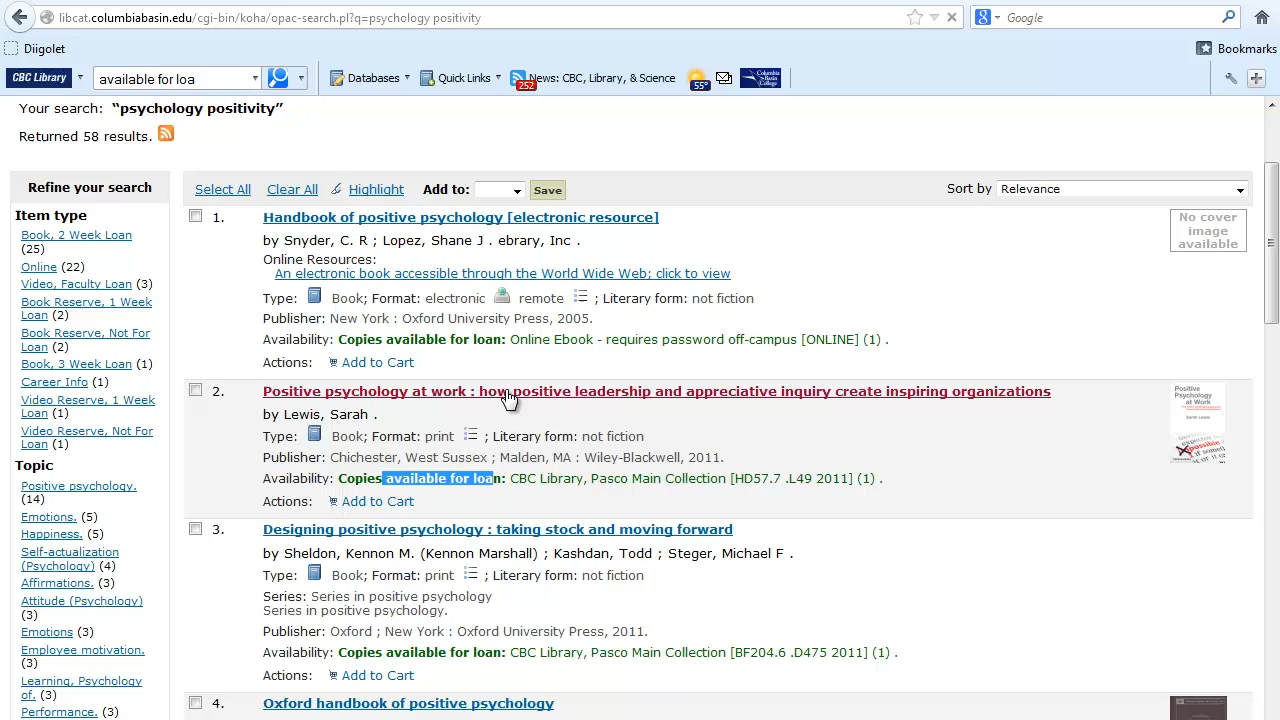 libcat.columbiabasin.edu/cgi-bin/koha/opac-search.pl?q=psychology positivity
Google
Diigolet
Bookmarks
CBC Library
available for loa
Databases
Quick Links
News: CBC, Library, & Science
252
55°
Your search: “psychology positivity”
Returned 58 results.
Refine your search
Item type
Book, 2 Week Loan
(25)
Online (22)
Video, Faculty Loan (3)
Book Reserve, 1 Week
Loan (2)
Book Reserve, Not For
Loan (2)
Book, 3 Week Loan (1)
Career Info (1)
Video Reserve, 1 Week
Loan (1)
Video Reserve, Not For
Loan (1)
Topic
Positive psychology.
(14)
Emotions. (5)
Happiness. (5)
Self-actualization
(Psychology) (4)
Affirmations. (3)
Attitude (Psychology)
(3)
Emotions (3)
Employee motivation.
(3)
Learning, Psychology
of. (3)
Performance. (3)
Select All Clear All Highlight Add to: Save
Sort by Relevance
1. Handbook of positive psychology [electronic resource]
by Snyder, C. R ; Lopez, Shane J . ebrary, Inc .
Online Resources:
An electronic book accessible through the World Wide Web; click to view
Type: Book; Format: electronic remote ; Literary form: not fiction
Publisher: New York : Oxford University Press, 2005.
Availability: Copies available for loan: Online Ebook - requires password off-campus [ONLINE] (1) .
Actions: Add to Cart
No cover
image
available
2. Positive psychology at work : how positive leadership and appreciative inquiry create inspiring organizations
by Lewis, Sarah .
Type: Book; Format: print ; Literary form: not fiction
Publisher: Chichester, West Sussex ; Malden, MA : Wiley-Blackwell, 2011.
Availability: Copies available for loan: CBC Library, Pasco Main Collection [HD57.7 .L49 2011] (1) .
Actions: Add to Cart
Positive
Psychology
at Work
3. Designing positive psychology : taking stock and moving forward
by Sheldon, Kennon M. (Kennon Marshall) ; Kashdan, Todd ; Steger, Michael F .
Type: Book; Format: print ; Literary form: not fiction
Series: Series in positive psychology
Series in positive psychology.
Publisher: Oxford ; New York : Oxford University Press, 2011.
Availability: Copies available for loan: CBC Library, Pasco Main Collection [BF204.6 .D475 2011] (1) .
Actions: Add to Cart
4. Oxford handbook of positive psychology